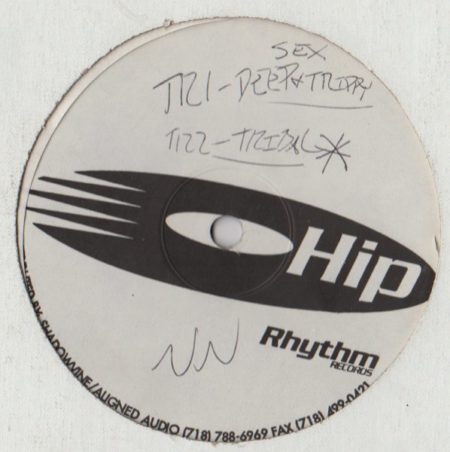 SEX
TR1-DEEP & TRIPPY
TR2-TRIBAL*
Hip
Rhythm
RECORDS
BY SHADOWVINE/ALIGNED AUDIO (718) 788-6969 FAX (718) 499-0421